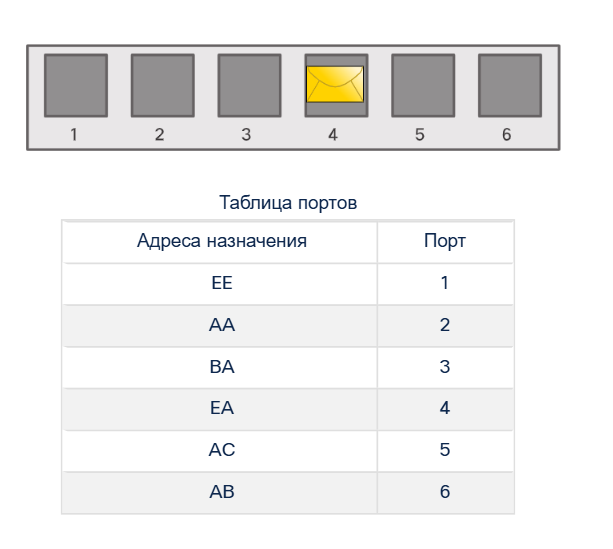 1 2 3 4 5 6
Таблица портов
Адреса назначения Порт
EE 1
AA 2
BA 3
EA 4
AC 5
AB 6